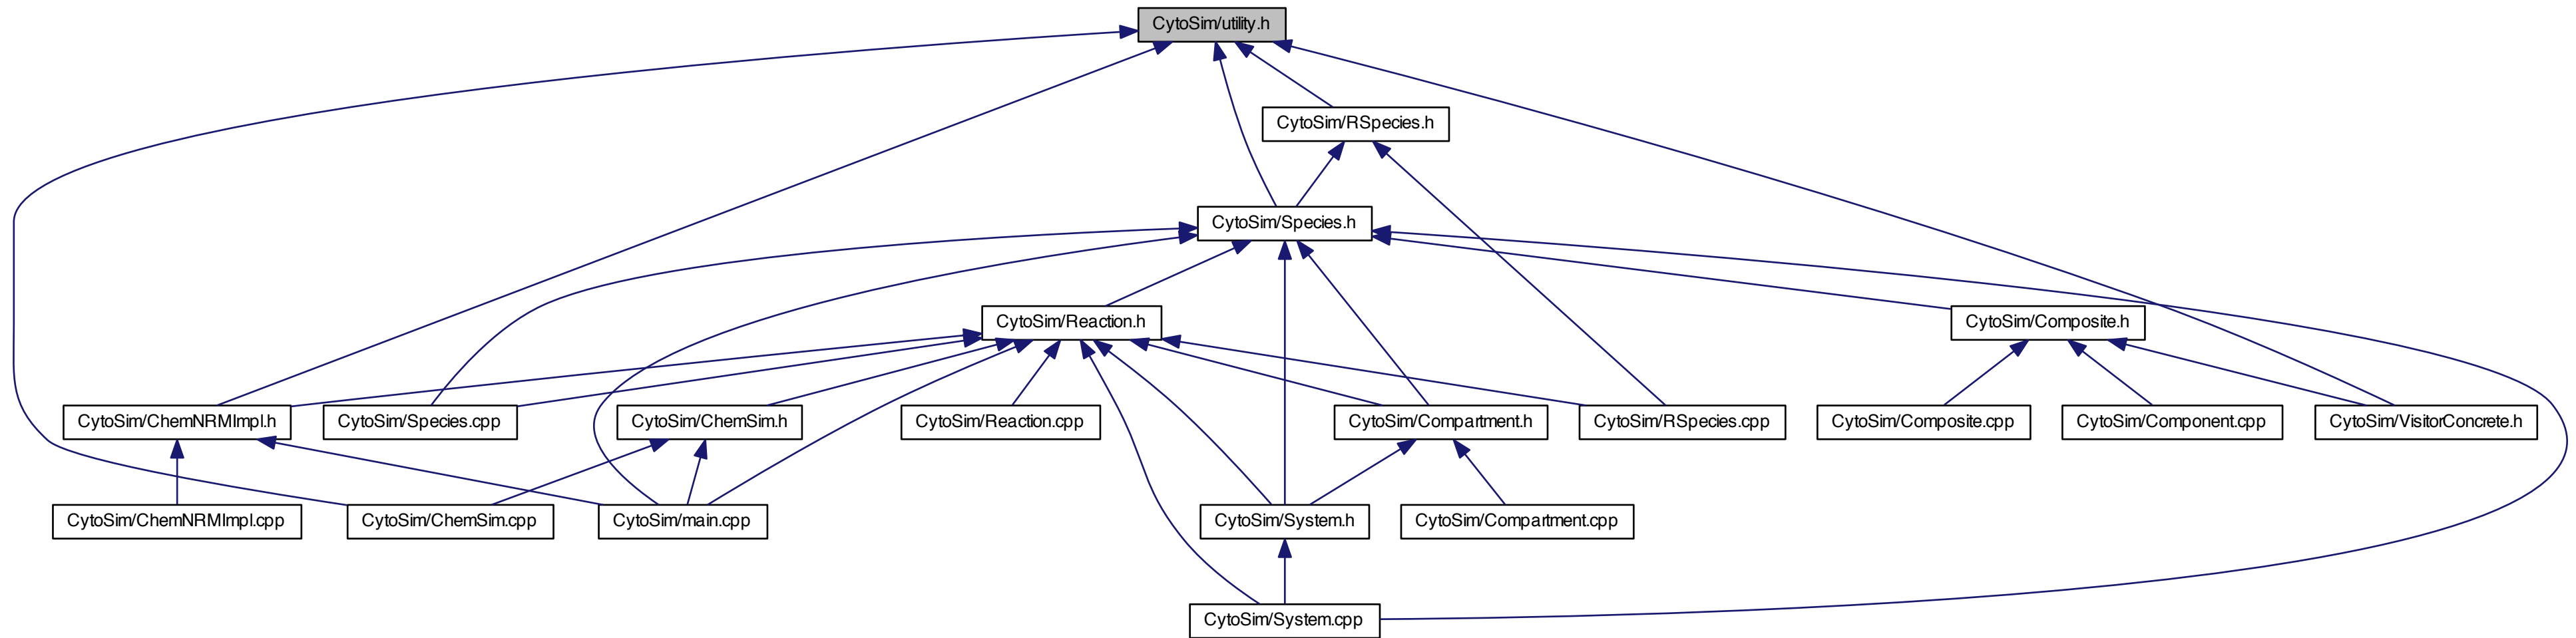 CytoSim/utility.h
CytoSim/RSpecies.h
CytoSim/Species.h
CytoSim/Reaction.h
CytoSim/Composite.h
CytoSim/ChemNRMImpl.h
CytoSim/Species.cpp
CytoSim/ChemSim.h
CytoSim/Reaction.cpp
CytoSim/Compartment.h
CytoSim/RSpecies.cpp
CytoSim/Composite.cpp
CytoSim/Component.cpp
CytoSim/VisitorConcrete.h
CytoSim/ChemNRMImpl.cpp
CytoSim/ChemSim.cpp
CytoSim/main.cpp
CytoSim/System.h
CytoSim/Compartment.cpp
CytoSim/System.cpp